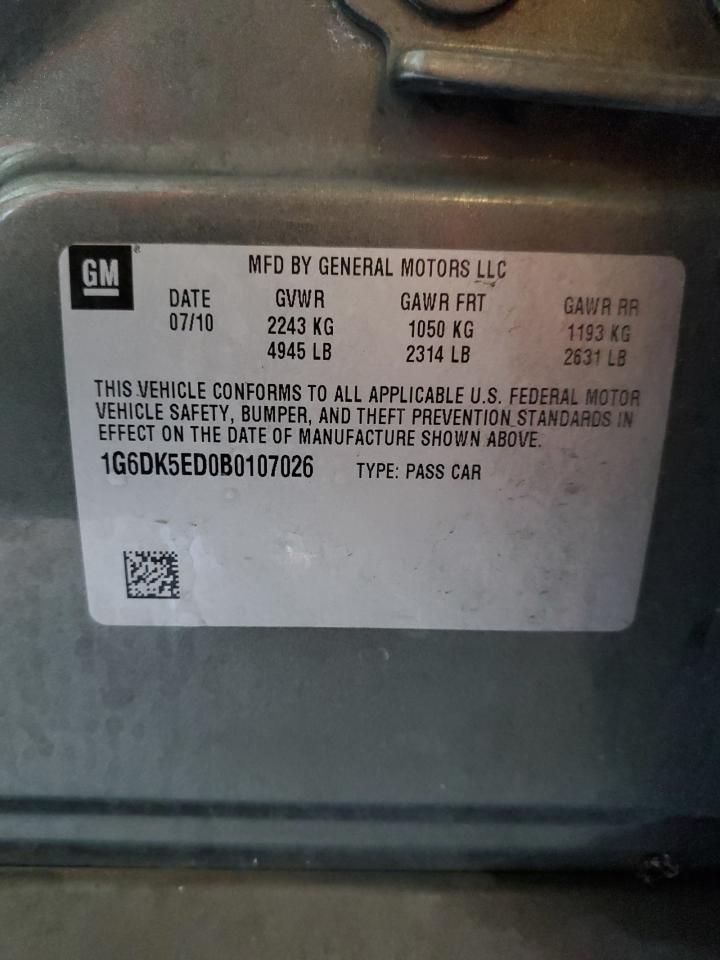 GM ®
MFD BY GENERAL MOTORS LLC
DATE GVWR GAWR FRT GAWR RR
07/10 2243 KG 1050 KG 1193 KG
4945 LB 2314 LB 2631 LB
THIS VEHICLE CONFORMS TO ALL APPLICABLE U.S. FEDERAL MOTOR
VEHICLE SAFETY, BUMPER, AND THEFT PREVENTION STANDARDS IN
EFFECT ON THE DATE OF MANUFACTURE SHOWN ABOVE.
1G6DK5ED0B0107026 TYPE: PASS CAR